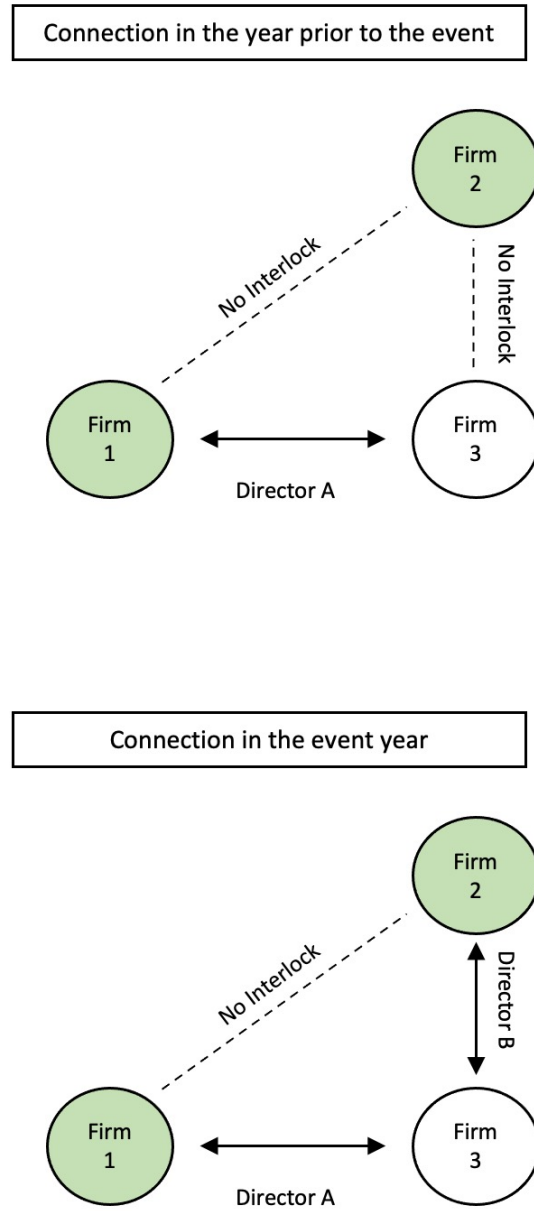 Connection in the year prior to the event
Firm
2
No Interlock
No Interlock
Firm
1
Firm
3
Director A
Connection in the event year
Firm
2
No Interlock
Director B
Firm
1
Firm
3
Director A